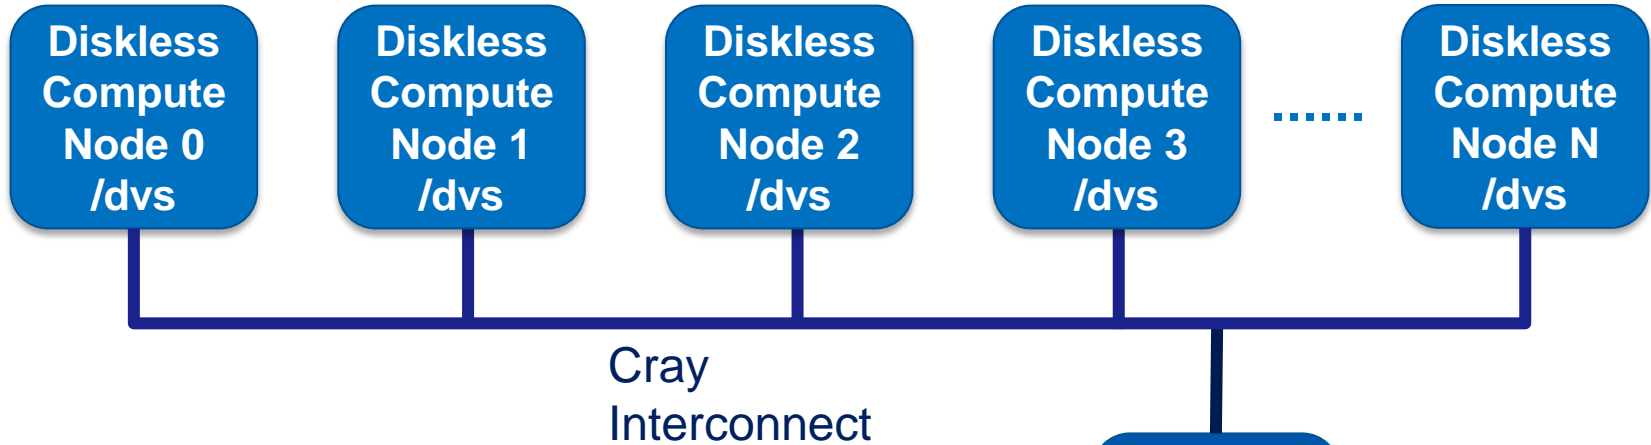 Diskless
Compute
Node 0
/dvs
Diskless
Compute
Node 1
/dvs
Diskless
Compute
Node 2
/dvs
Diskless
Compute
Node 3
/dvs
Diskless
Compute
Node N
/dvs
Cray
Interconnect